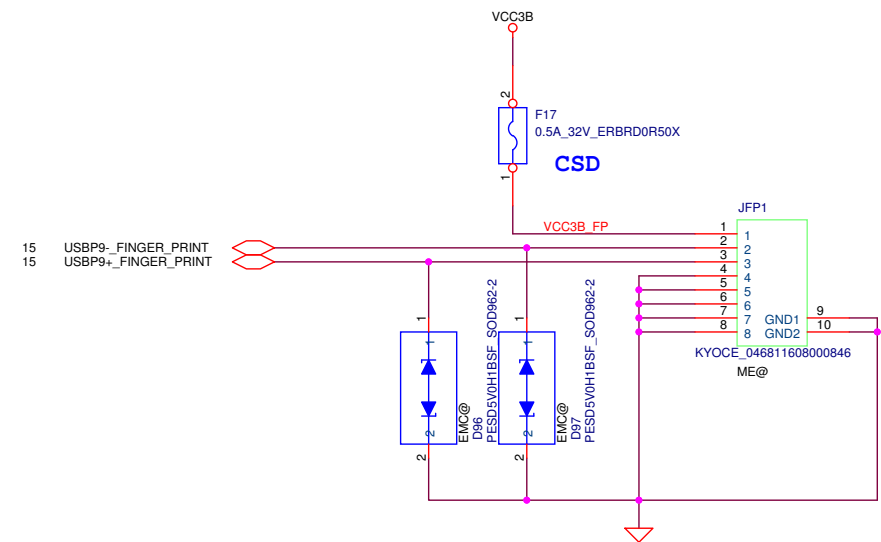 VCC3B
2
F17
0.5A_32V_ERBRD0R50X
CSD
1
JFP1
VCC3B_FP
15 USBP9-_FINGER_PRINT
15 USBP9+_FINGER_PRINT
1 1
2 2
3 3
4 4
5 5
6 6
7 7 GND1 9
8 8 GND2 10
KYOCE_046811608000846
ME@
1
1
2
2
EMC@
D96
PESD5V0H1BSF_SOD962-2
1
1
2
2
EMC@
D97
PESD5V0H1BSF_SOD962-2